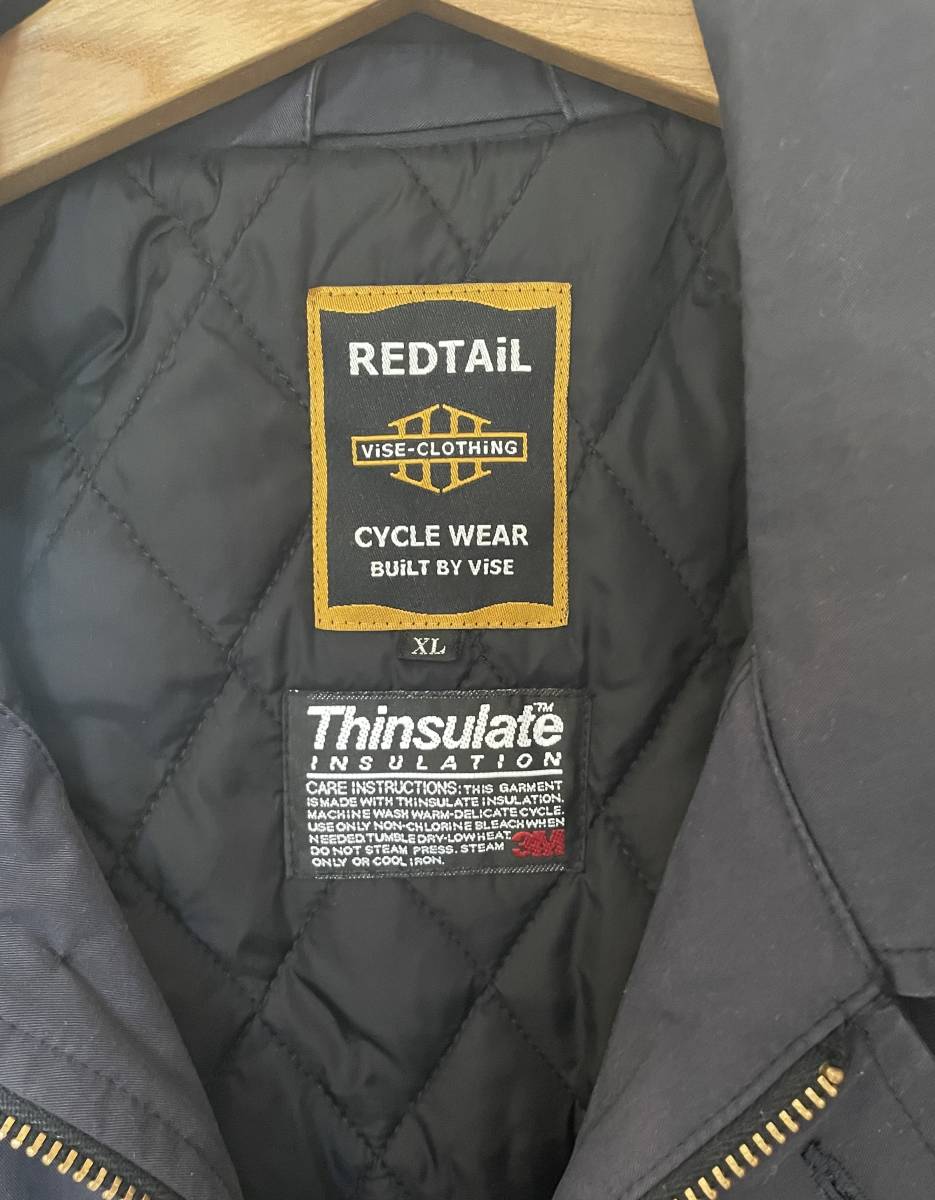 REDTAiL
ViSE-CLOTHiNG
CYCLE WEAR
BUiLT BY ViSE
XL
Thinsulate™
INSULATION
CARE INSTRUCTIONS: THIS GARMENT
IS MADE WITH THINSULATE INSULATION.
MACHINE WASH WARM-DELICATE CYCLE.
USE ONLY NON-CHLORINE BLEACH WHEN
NEEDED. TUMBLE DRY-LOW HEAT.
DO NOT STEAM PRESS. STEAM
ONLY OR COOL IRON.
3M